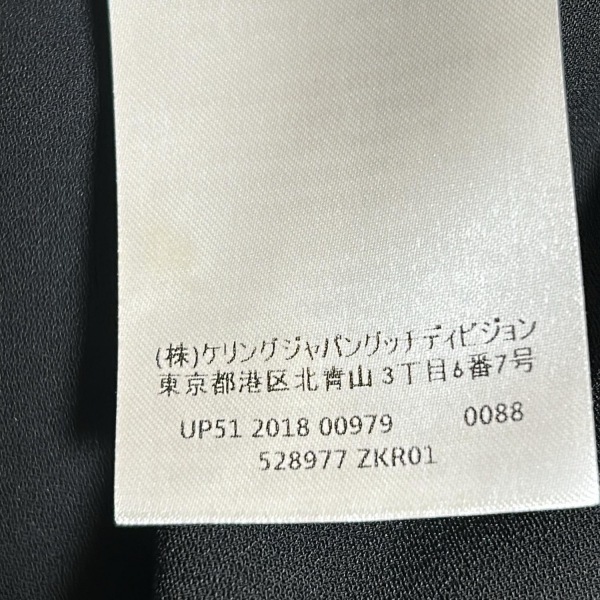 (株)ケリングジャパングッチディビジョン
東京都港区北青山3丁目6番7号
UP51 2018 00979 0088
528977 ZKR01